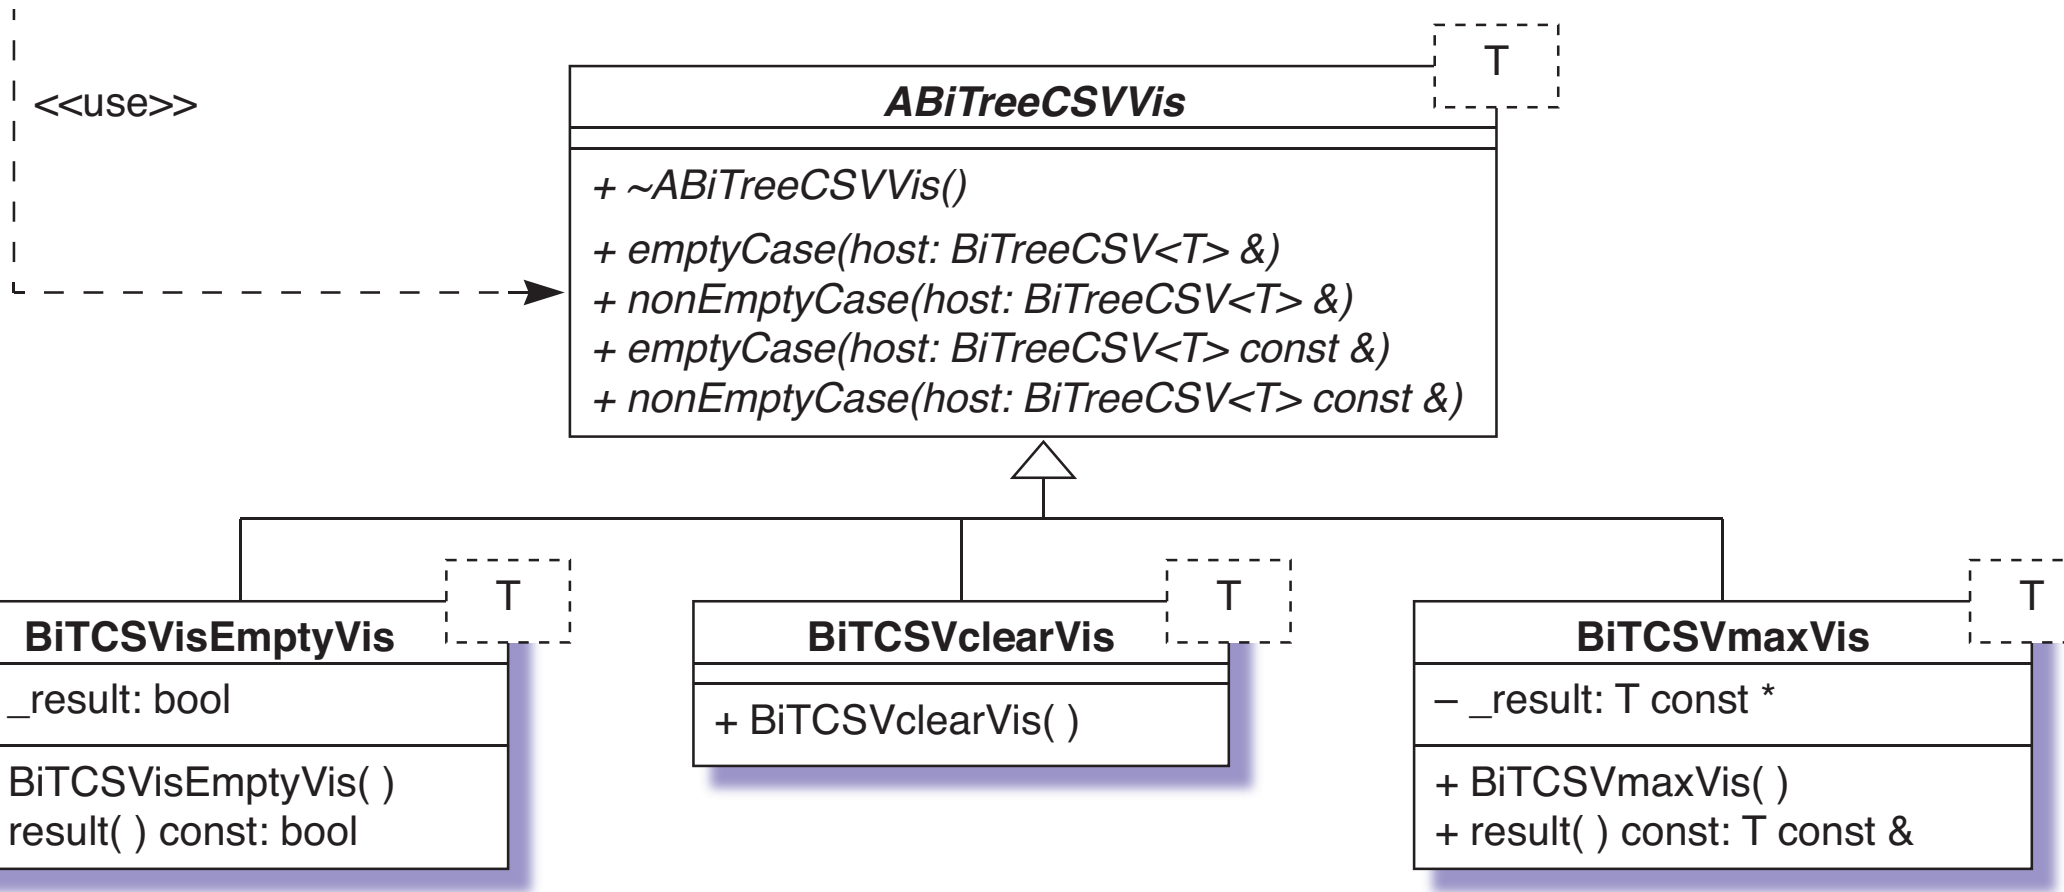 T
<<use>>
ABiTreeCSVVis
+ ~ABiTreeCSVVis()
+ emptyCase(host: BiTreeCSV<T> &)
+ nonEmptyCase(host: BiTreeCSV<T> &)
+ emptyCase(host: BiTreeCSV<T> const &)
+ nonEmptyCase(host: BiTreeCSV<T> const &)
T
BiTCSVisEmptyVis
_result: bool
BiTCSVisEmptyVis( )
result( ) const: bool
T
BiTCSVclearVis
+ BiTCSVclearVis( )
T
BiTCSVmaxVis
– _result: T const *
+ BiTCSVmaxVis( )
+ result( ) const: T const &